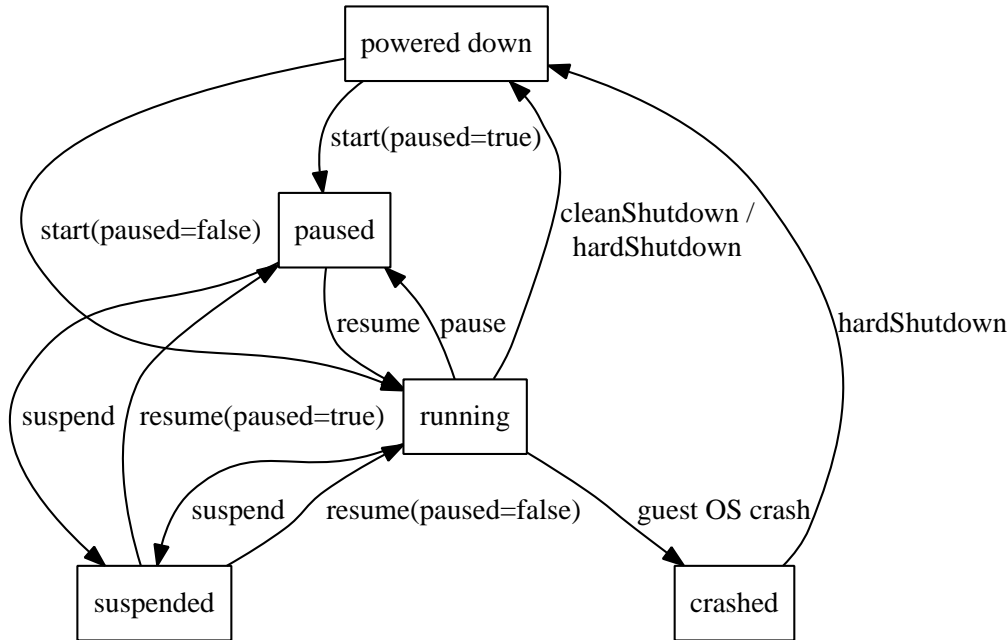 powered down
start(paused=true)
start(paused=false)
paused
cleanShutdown /
hardShutdown
resume
pause
hardShutdown
suspend
resume(paused=true)
running
suspend
resume(paused=false)
guest OS crash
suspended
crashed